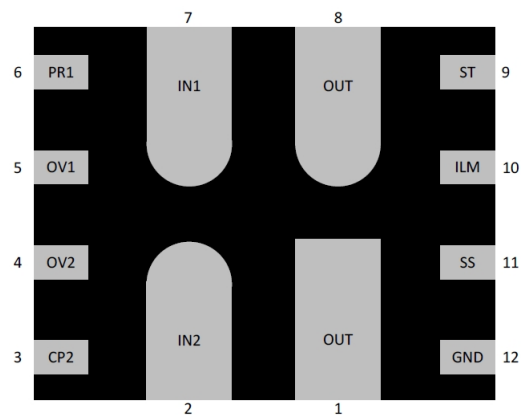 7 8
6 PR1 IN1 OUT ST 9
5 OV1 ILM 10
4 OV2 SS 11
3 CP2 IN2 OUT GND 12
2 1